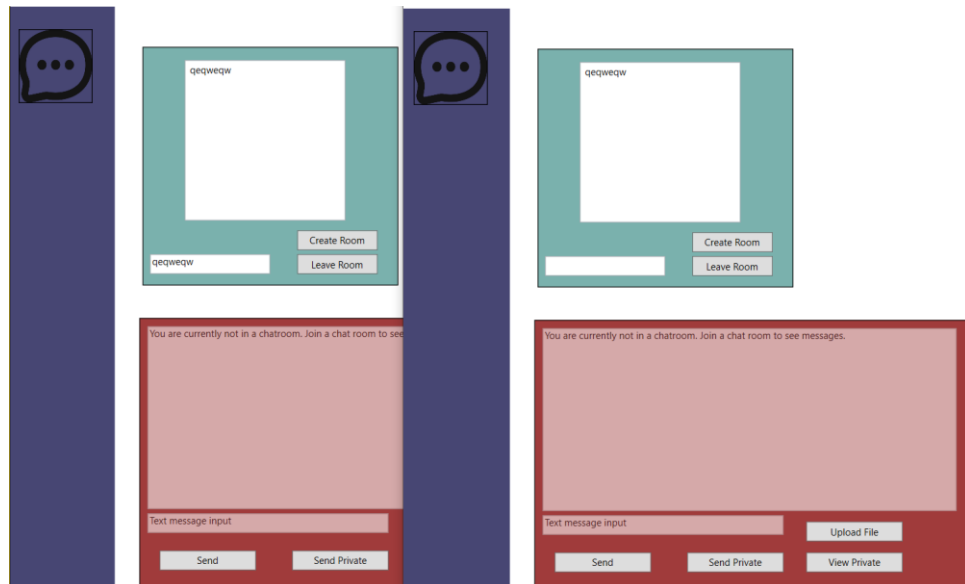 qeqweqw
Create Room
qeqweqw
Leave Room
You are currently not in a chatroom. Join a chat room to see
Text message input
Send
Send Private
qeqweqw
Create Room
Leave Room
You are currently not in a chatroom. Join a chat room to see messages.
Text message input
Upload File
Send
Send Private
View Private